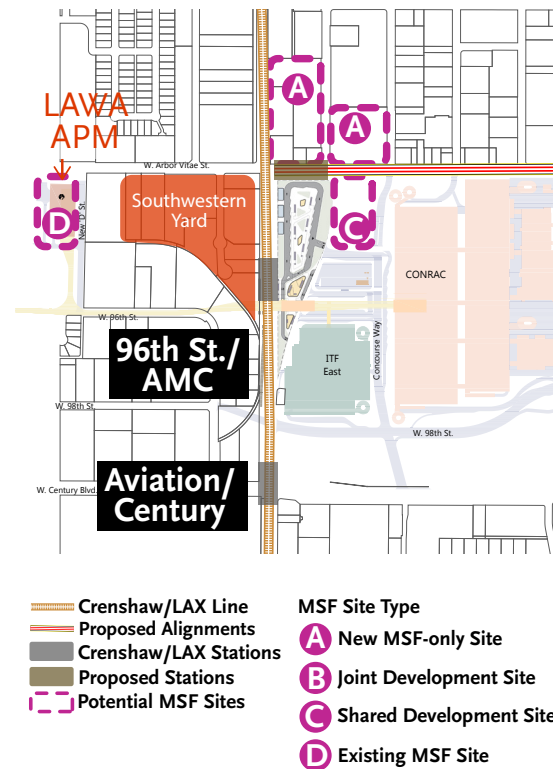 A
A
LAWA
APM
W. Arbor Vitae St.
Southwestern
Yard
New 'D' St.
D
C
CONRAC
W. 96th St.
96th St./
AMC
ITF
East
Concourse Way
W. 98th St.
W. 98th St.
Aviation/
Century
W. Century Blvd.
Crenshaw/LAX Line
Proposed Alignments
Crenshaw/LAX Stations
Proposed Stations
Potential MSF Sites
MSF Site Type
A New MSF-only Site
B Joint Development Site
C Shared Development Site
D Existing MSF Site